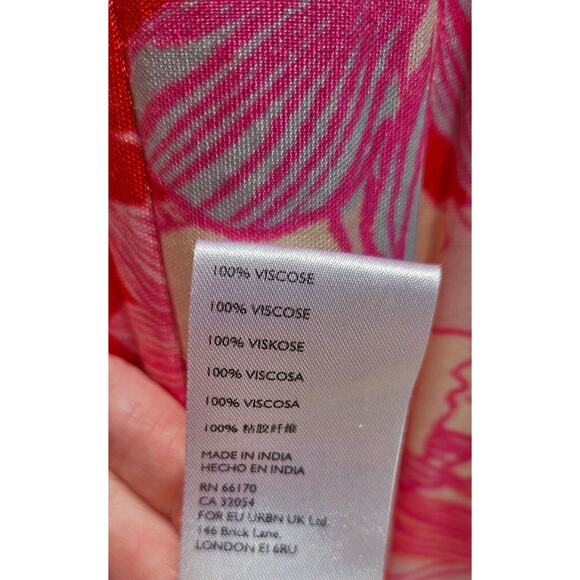 100% VISCOSE
100% VISCOSE
100% VISKOSE
100% VISCOSA
100% VISCOSA
100% 粘胶纤维
MADE IN INDIA
HECHO EN INDIA
RN 66170
CA 32054
FOR EU URBN UK Ltd
146 Brick Lane,
LONDON E1 6RU